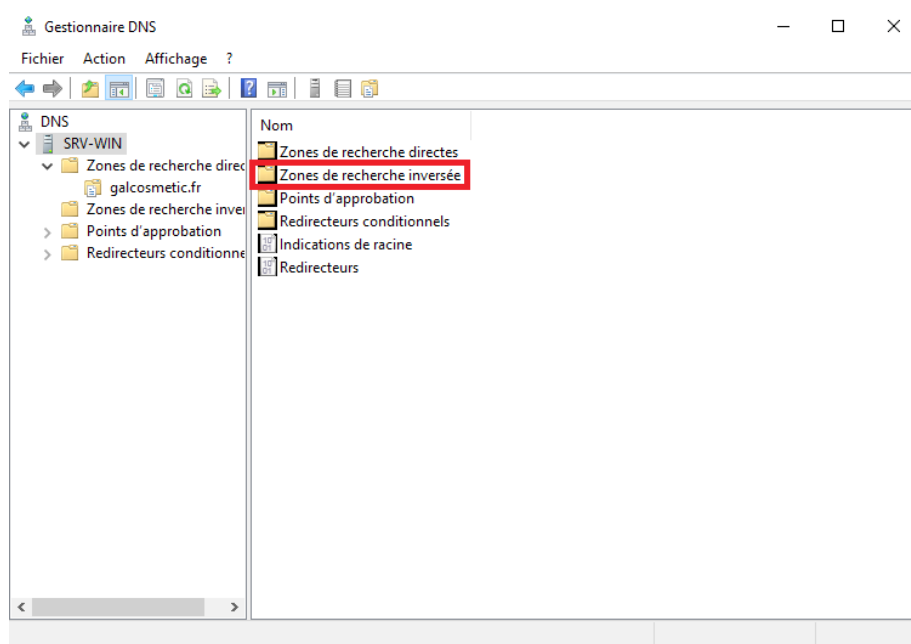 Gestionnaire DNS
Fichier Action Affichage ?
DNS
SRV-WIN
Zones de recherche direc
galcosmetic.fr
Zones de recherche inver
Points d'approbation
Redirecteurs conditionne
Nom
Zones de recherche directes
Zones de recherche inversée
Points d'approbation
Redirecteurs conditionnels
Indications de racine
Redirecteurs